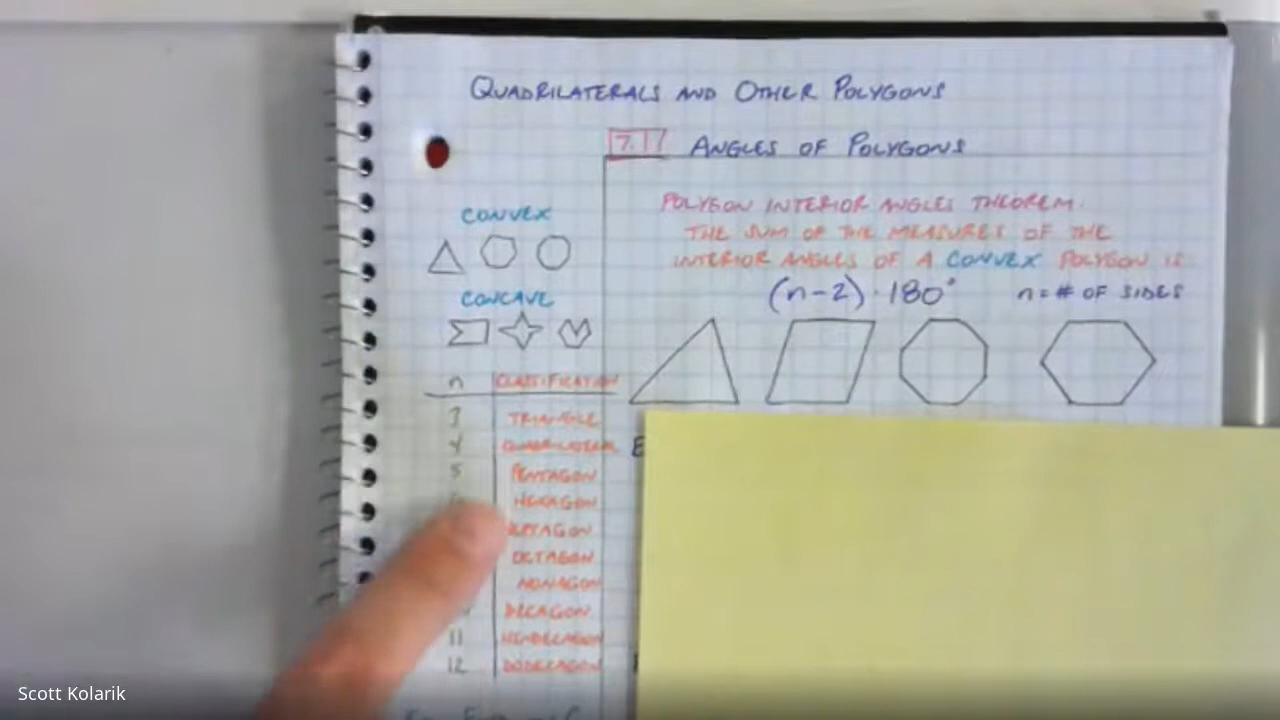 QUADRILATERALS AND OTHER POLYGONS
7.1 ANGLES OF POLYGONS
CONVEX
CONCAVE
POLYGON INTERIOR ANGLES THEOREM.
THE SUM OF THE MEASURES OF THE
INTERIOR ANGLES OF A CONVEX POLYGON IS
(n-2)·180° n = # OF SIDES
n CLASSIFICATION
3 TRIANGLE
4 QUADRILATERAL
5 PENTAGON
HEXAGON
HEPTAGON
OCTAGON
NONAGON
DECAGON
11 HENDECAGON
12 DODECAGON
Scott Kolarik